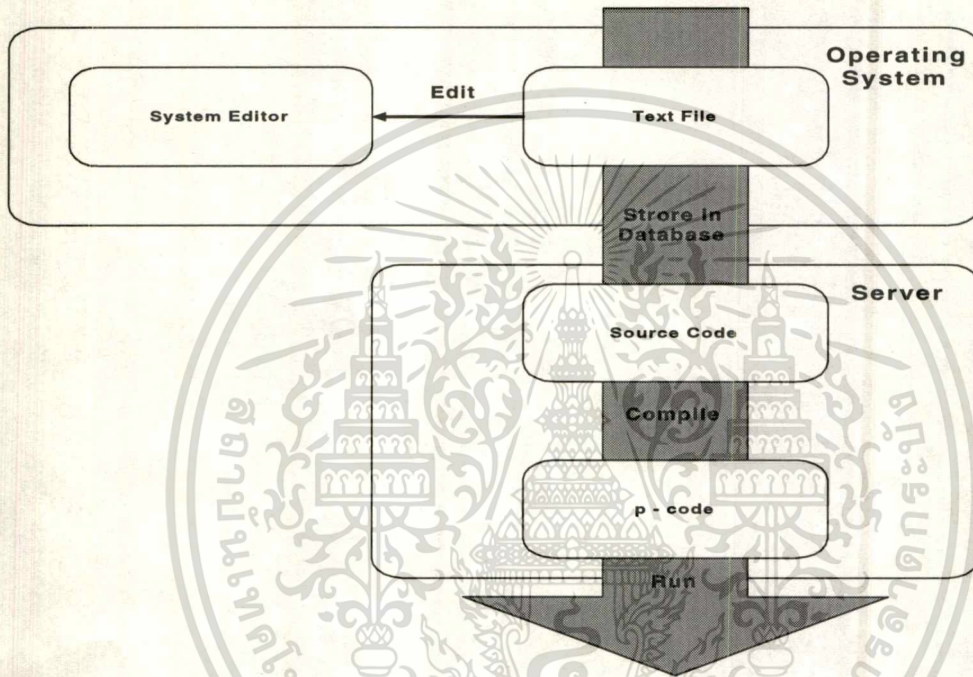 Operating
System
System Editor
Edit
Text File
Strore in
Database
Server
Source Code
Compile
p - code
Run